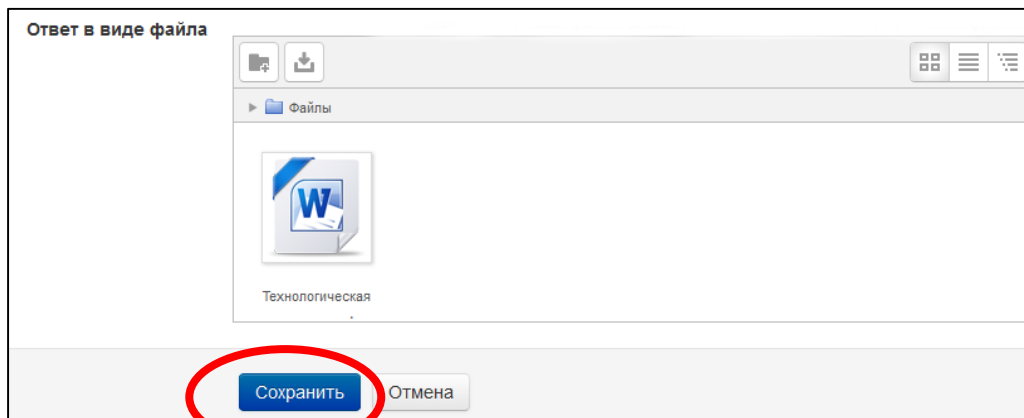 Ответ в виде файла
Файлы
W
Технологическая
Сохранить Отмена